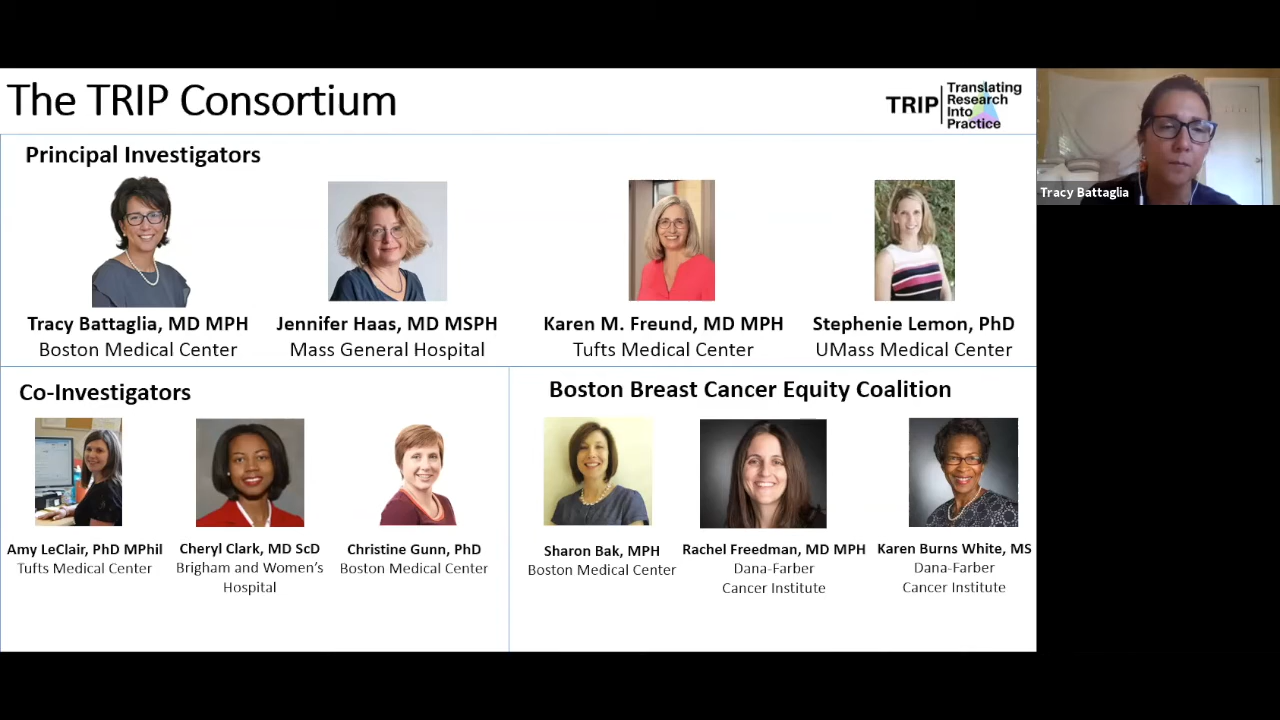 The TRIP Consortium
TRIP
Translating
Research
Into
Practice
Tracy Battaglia
Principal Investigators
Tracy Battaglia, MD MPH
Boston Medical Center
Jennifer Haas, MD MSPH
Mass General Hospital
Karen M. Freund, MD MPH
Tufts Medical Center
Stephenie Lemon, PhD
UMass Medical Center
Co-Investigators
Amy LeClair, PhD MPhil
Tufts Medical Center
Cheryl Clark, MD ScD
Brigham and Women's
Hospital
Christine Gunn, PhD
Boston Medical Center
Boston Breast Cancer Equity Coalition
Sharon Bak, MPH
Boston Medical Center
Rachel Freedman, MD MPH
Dana-Farber
Cancer Institute
Karen Burns White, MS
Dana-Farber
Cancer Institute